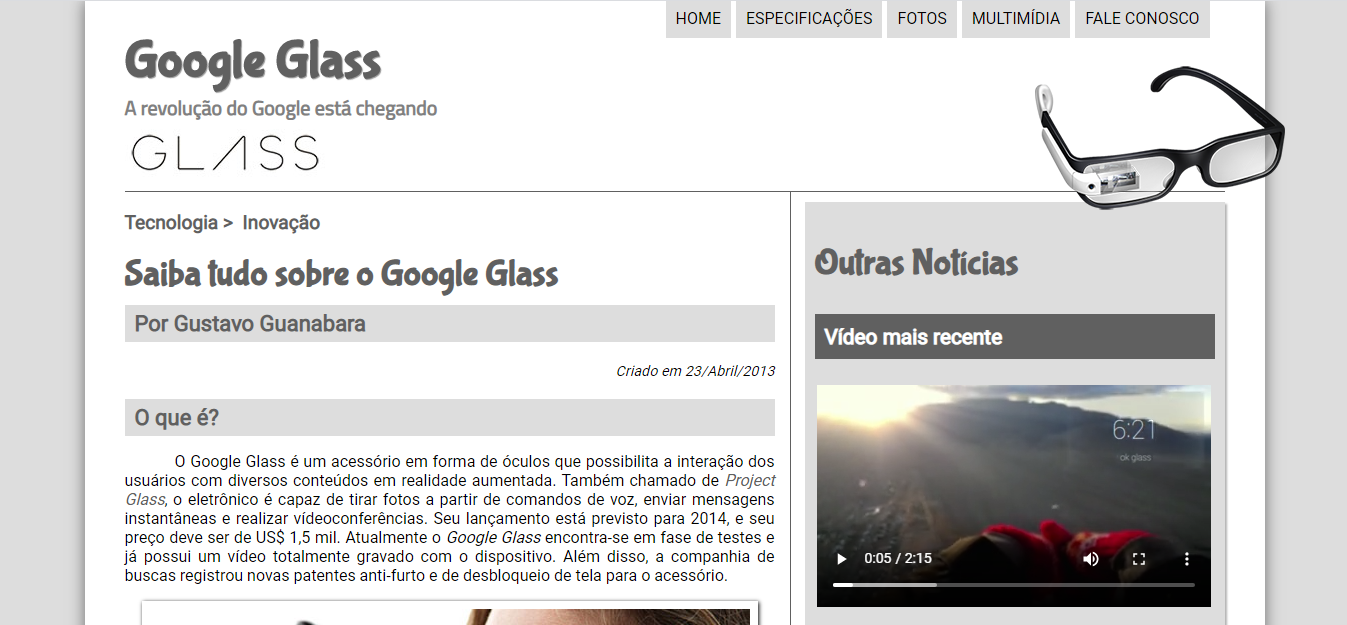 HOME ESPECIFICAÇÕES FOTOS MULTIMÍDIA FALE CONOSCO
Google Glass
A revolução do Google está chegando
GLASS
Tecnologia > Inovação
Saiba tudo sobre o Google Glass
Por Gustavo Guanabara
Criado em 23/Abril/2013
O que é?
O Google Glass é um acessório em forma de óculos que possibilita a interação dos
usuários com diversos conteúdos em realidade aumentada. Também chamado de Project
Glass, o eletrônico é capaz de tirar fotos a partir de comandos de voz, enviar mensagens
instantâneas e realizar vídeoconferências. Seu lançamento está previsto para 2014, e seu
preço deve ser de US$ 1,5 mil. Atualmente o Google Glass encontra-se em fase de testes e
já possui um vídeo totalmente gravado com o dispositivo. Além disso, a companhia de
buscas registrou novas patentes anti-furto e de desbloqueio de tela para o acessório.
Outras Notícias
Vídeo mais recente
6:21
ok glass
0:05 / 2:15